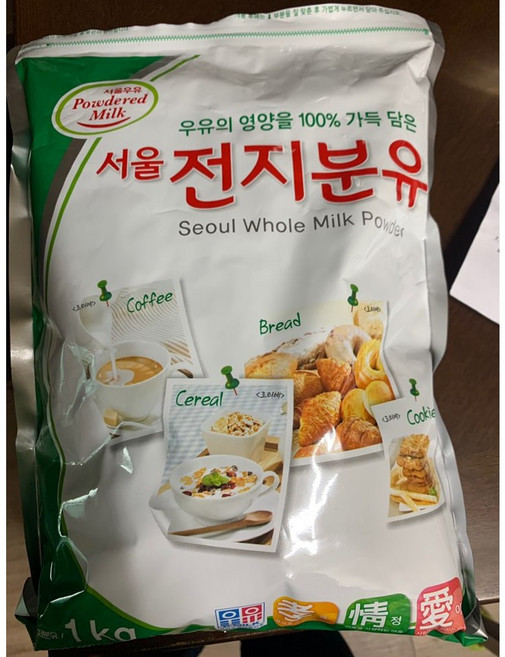 서울우유
Powdered
Milk
우유의 영양을 100% 가득 담은
서울 전지분유
Seoul Whole Milk Powder
Coffee
Bread
Cereal
Cookie
1kg
情 정
愛